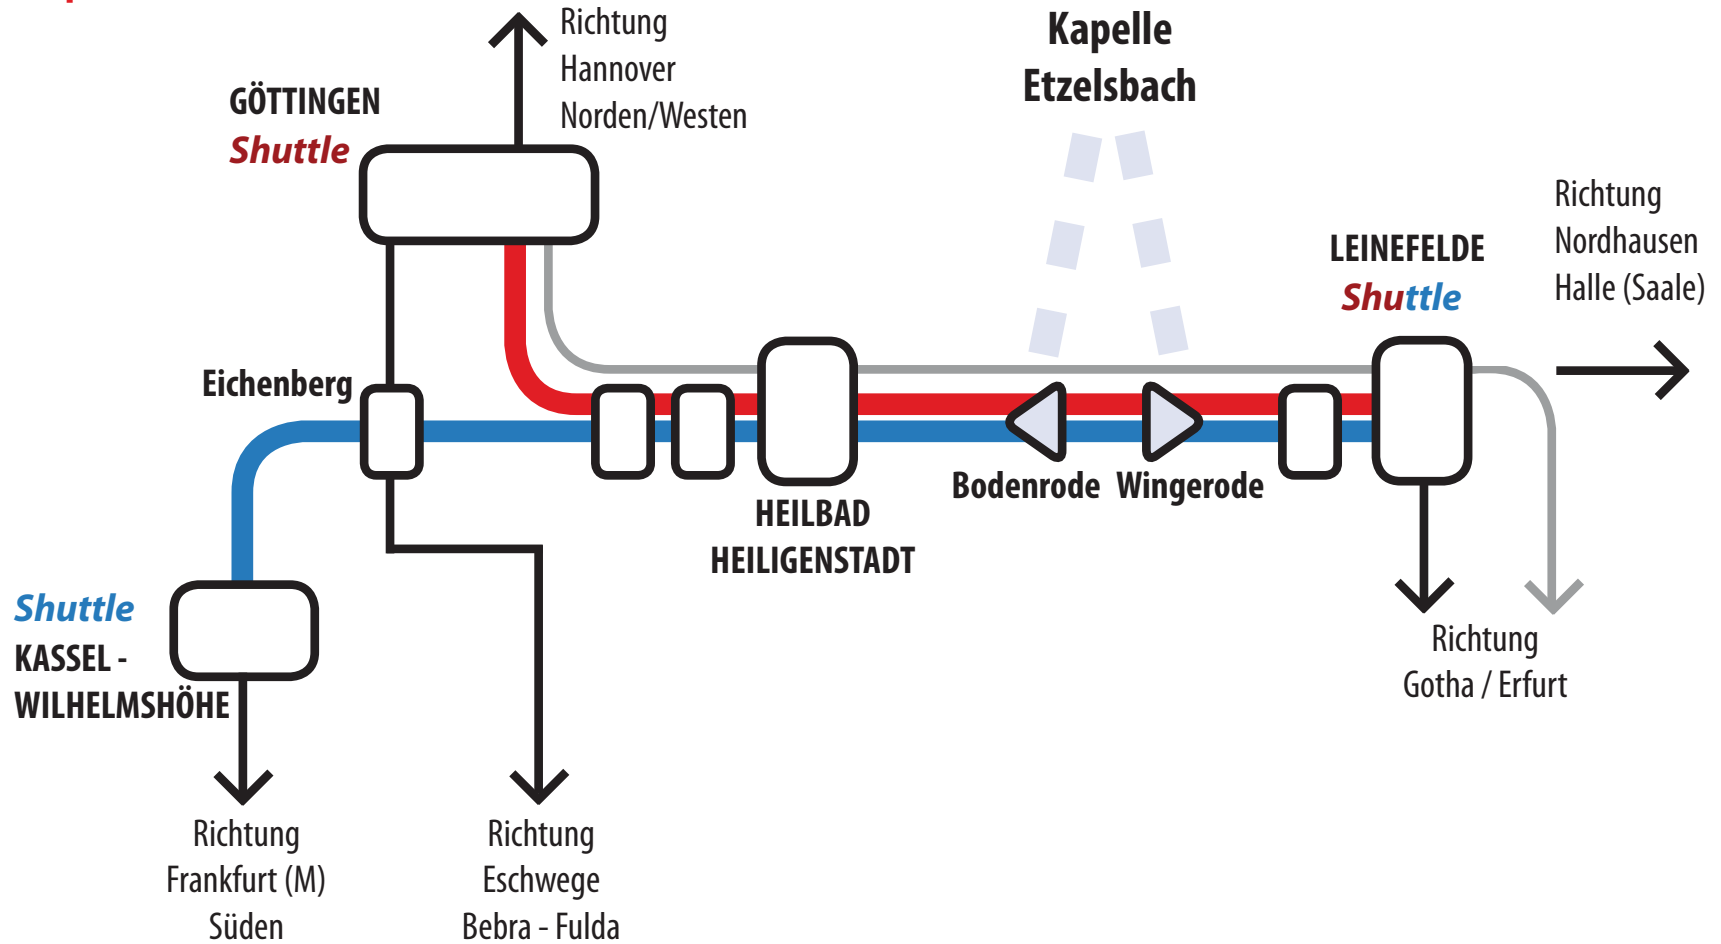 Richtung
Hannover
Norden/Westen
Kapelle
Etzelsbach
GÖTTINGEN
Shuttle
Richtung
Nordhausen
Halle (Saale)
LEINEFELDE
Shuttle
Eichenberg
Bodenrode
Wingerode
HEILBAD
HEILIGENSTADT
Shuttle
KASSEL -
WILHELMSHÖHE
Richtung
Gotha / Erfurt
Richtung
Frankfurt (M)
Süden
Richtung
Eschwege
Bebra - Fulda